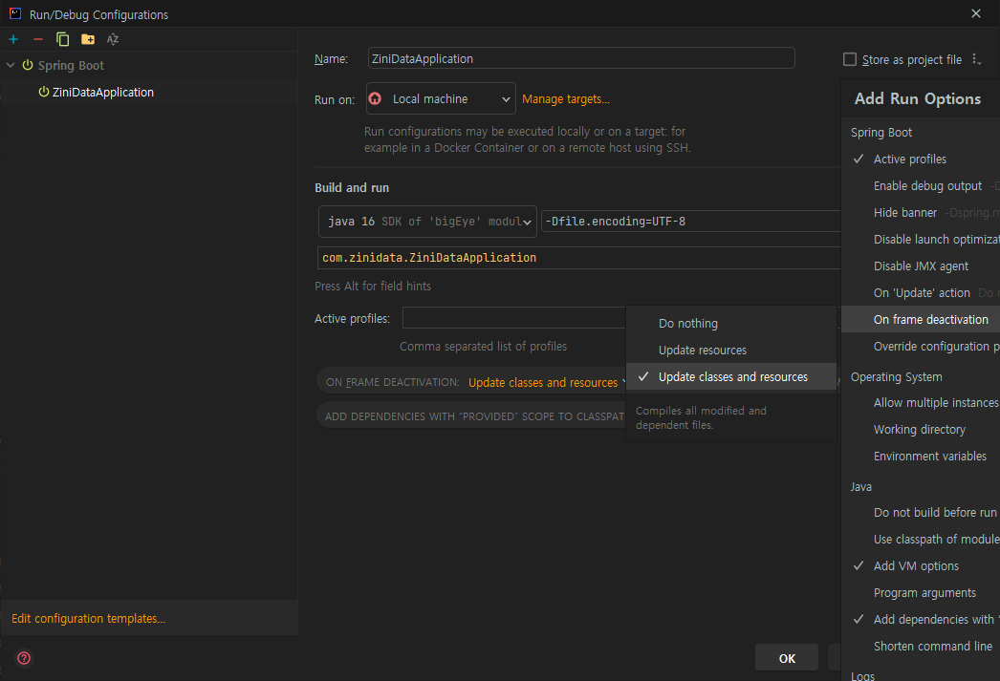 Run/Debug Configurations
Spring Boot
ZiniDataApplication
Edit configuration templates...
Name:
ZiniDataApplication
Store as project file
Run on:
Local machine
Manage targets...
Run configurations may be executed locally or on a target: for
example in a Docker Container or on a remote host using SSH.
Build and run
java 16 SDK of 'bigEye' modul
-Dfile.encoding=UTF-8
com.zinidata.ZiniDataApplication
Press Alt for field hints
Active profiles:
Comma separated list of profiles
ON FRAME DEACTIVATION: Update classes and resources
ADD DEPENDENCIES WITH "PROVIDED" SCOPE TO CLASSPAT
Do nothing
Update resources
Update classes and resources
Compiles all modified and
dependent files.
Add Run Options
Spring Boot
Active profiles
Enable debug output -D
Hide banner -Dspring.m
Disable launch optimizat
Disable JMX agent
On 'Update' action Do
On frame deactivation
Override configuration p
Operating System
Allow multiple instances
Working directory
Environment variables
Java
Do not build before run
Use classpath of module
Add VM options
Program arguments
Add dependencies with
Shorten command line
Logs
OK